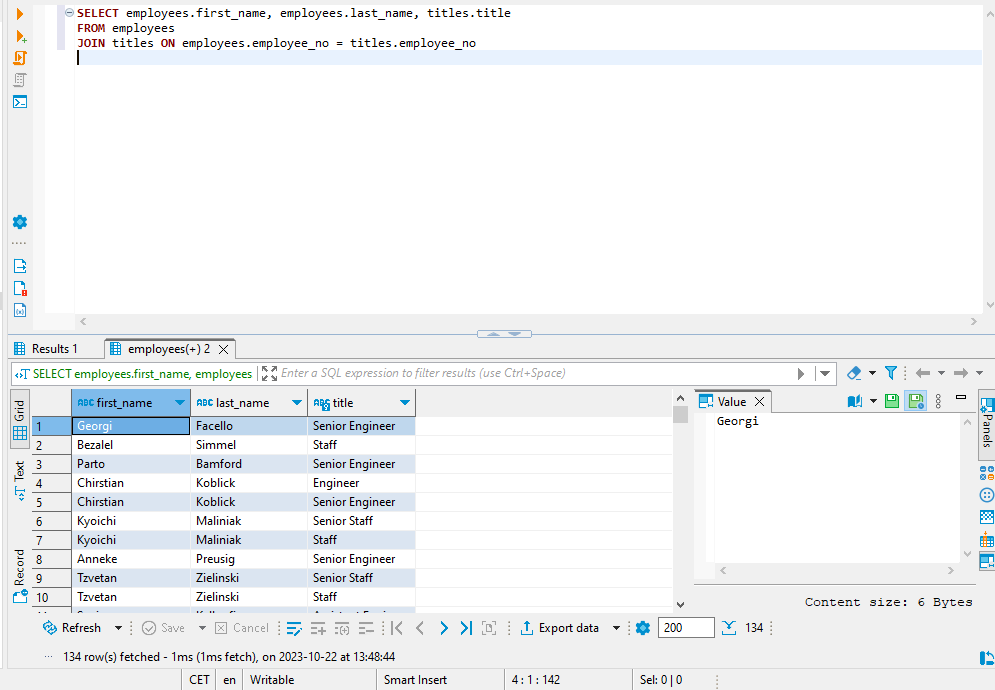 SELECT employees.first_name, employees.last_name, titles.title
FROM employees
JOIN titles ON employees.employee_no = titles.employee_no
Results 1
employees(+) 2
SELECT employees.first_name, employees
Enter a SQL expression to filter results (use Ctrl+Space)
Grid
Text
Record
ABC first_name ABC last_name ABC title
1 Georgi Facello Senior Engineer
2 Bezalel Simmel Staff
3 Parto Bamford Senior Engineer
4 Chirstian Koblick Engineer
5 Chirstian Koblick Senior Engineer
6 Kyoichi Maliniak Senior Staff
7 Kyoichi Maliniak Staff
8 Anneke Preusig Senior Engineer
9 Tzvetan Zielinski Senior Staff
10 Tzvetan Zielinski Staff
Value
Georgi
Panels
Content size: 6 Bytes
Refresh Save Cancel Export data 200 134
134 row(s) fetched - 1ms (1ms fetch), on 2023-10-22 at 13:48:44
CET en Writable Smart Insert 4 : 1 : 142 Sel: 0 | 0